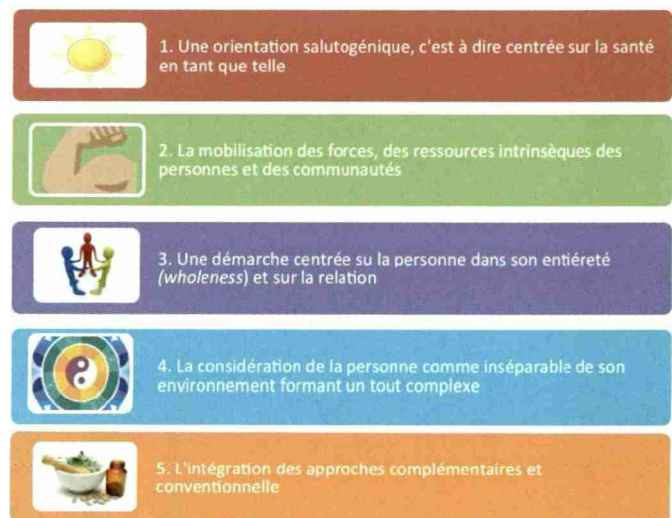 1. Une orientation salutogénique, c'est à dire centrée sur la santé
en tant que telle
2. La mobilisation des forces, des ressources intrinsèques des
personnes et des communautés
3. Une démarche centrée su la personne dans son entiéreté
(wholeness) et sur la relation
4. La considération de la personne comme inséparable de son
environnement formant un tout complexe
5. L'intégration des approches complémentaires et
conventionnelle